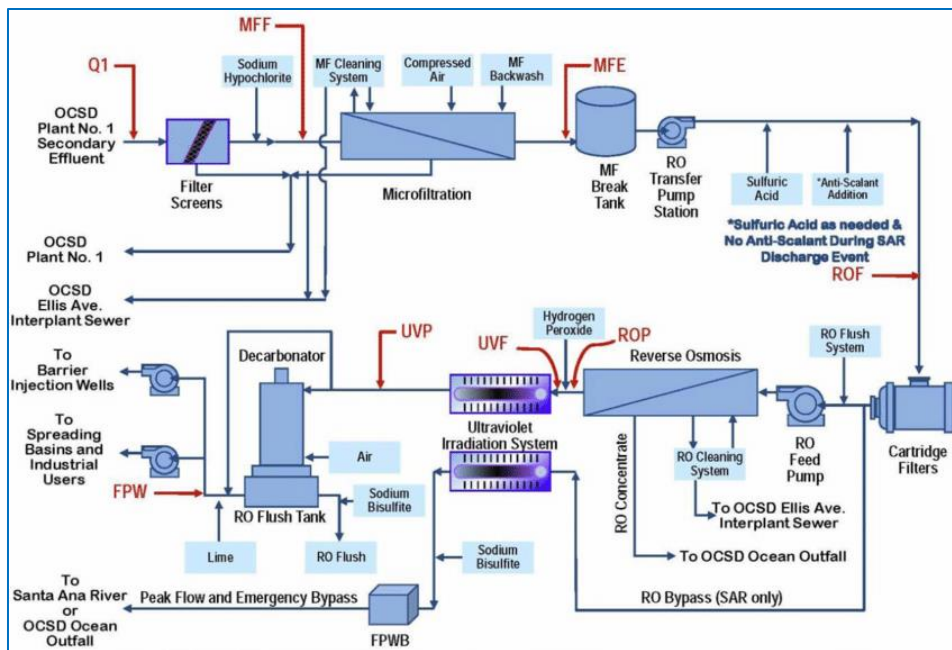 MFF
Q1
Sodium
Hypochlorite
MF Cleaning
System
Compressed
Air
MF
Backwash
MFE
OCSD
Plant No. 1
Secondary
Effluent
Filter
Screens
Microfiltration
MF
Break
Tank
RO
Transfer
Pump
Station
Sulfuric
Acid
*Anti-Scalant
Addition
*Sulfuric Acid as needed &
No Anti-Scalant During SAR
Discharge Event
ROF
OCSD
Plant No. 1
OCSD
Ellis Ave.
Interplant Sewer
To
Barrier
Injection Wells
To
Spreading
Basins and
Industrial
Users
FPW
Decarbonator
UVP
UVF
Hydrogen
Peroxide
ROP
Reverse Osmosis
RO Flush
System
Ultraviolet
Irradiation System
Air
RO Flush Tank
Sodium
Bisulfite
Lime
RO Flush
RO Concentrate
RO Cleaning
System
RO
Feed
Pump
Cartridge
Filters
To OCSD Ellis Ave.
Interplant Sewer
To OCSD Ocean Outfall
Sodium
Bisulfite
To
Santa Ana River
or
OCSD Ocean
Outfall
Peak Flow and Emergency Bypass
FPWB
RO Bypass (SAR only)